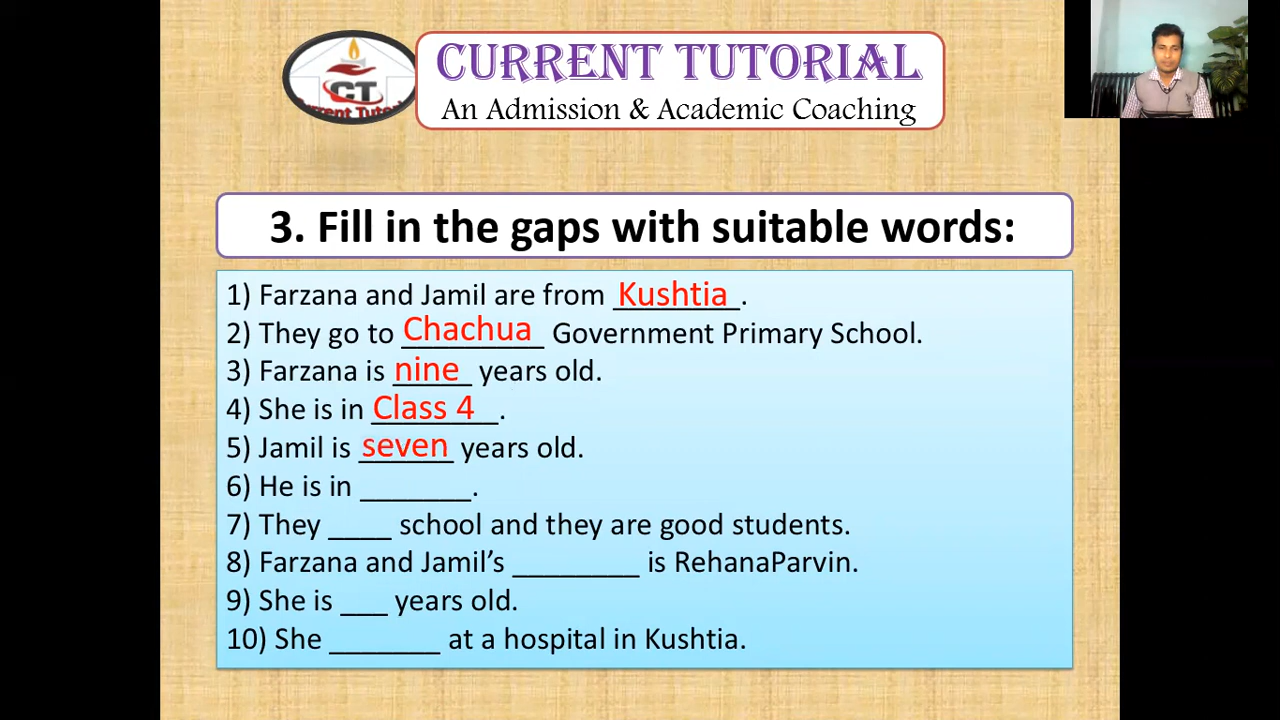 CT
Current Tutorial
CURRENT TUTORIAL
An Admission & Academic Coaching
3. Fill in the gaps with suitable words:
1) Farzana and Jamil are from Kushtia.
2) They go to Chachua Government Primary School.
3) Farzana is nine years old.
4) She is in Class 4.
5) Jamil is seven years old.
6) He is in _______.
7) They ____ school and they are good students.
8) Farzana and Jamil’s ________ is RehanaParvin.
9) She is ___ years old.
10) She _______ at a hospital in Kushtia.